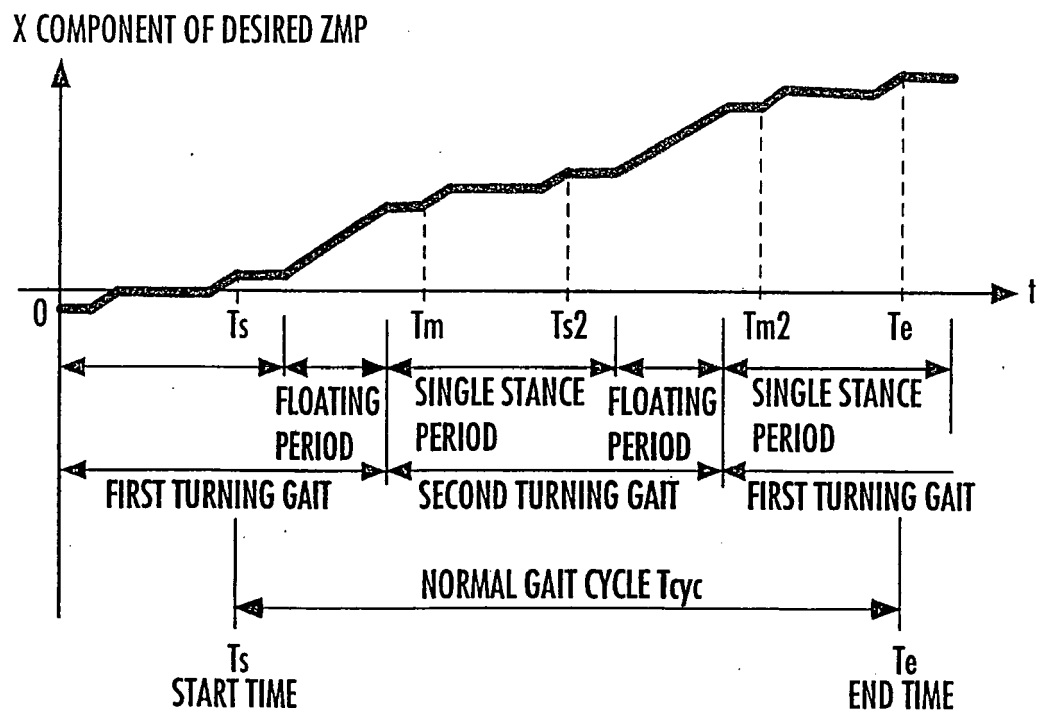 X COMPONENT OF DESIRED ZMP
0
t
Ts
Tm
Ts2
Tm2
Te
FLOATING
PERIOD
SINGLE STANCE
PERIOD
FLOATING
PERIOD
SINGLE STANCE
PERIOD
FIRST TURNING GAIT
SECOND TURNING GAIT
FIRST TURNING GAIT
NORMAL GAIT CYCLE Tcyc
Ts
START TIME
Te
END TIME